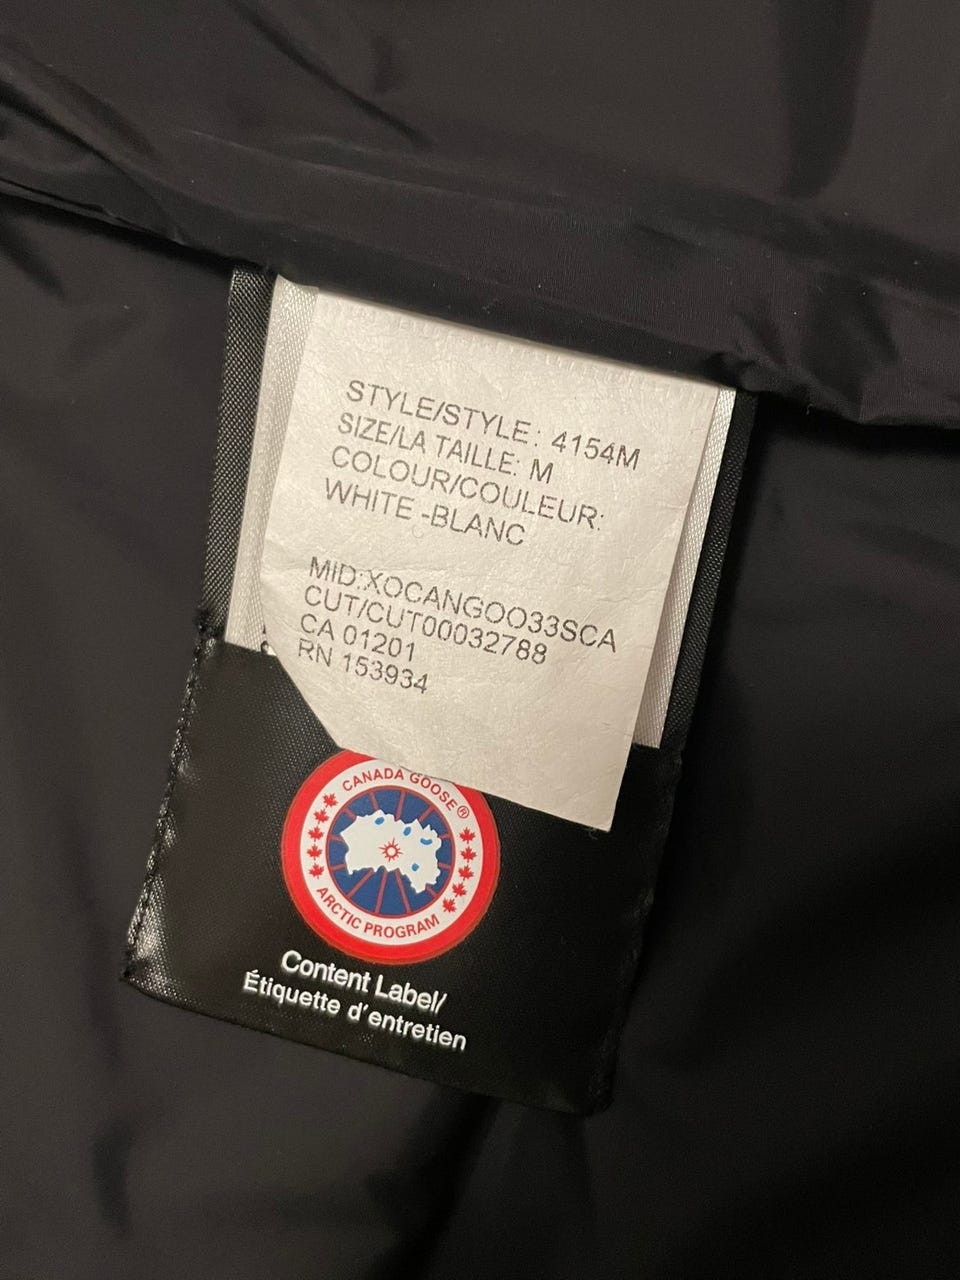 STYLE/STYLE: 4154M
SIZE/LA TAILLE: M
COLOUR/COULEUR:
WHITE -BLANC
MID:XOCANGOO33SCA
CUT/CUT00032788
CA 01201
RN 153934
CANADA GOOSE®
ARCTIC PROGRAM
Content Label/
Étiquette d'entretien